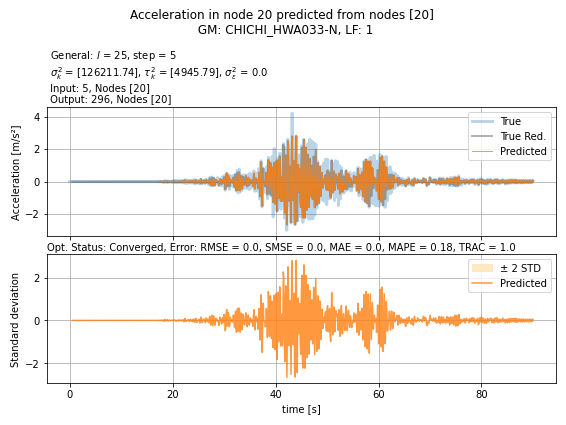 Acceleration in node 20 predicted from nodes [20]
GM: CHICHI_HWA033-N, LF: 1
General: l = 25, step = 5
σ²ₖ = [126211.74], τ²ₖ = [4945.79], σ²ε = 0.0
Input: 5, Nodes [20]
Output: 296, Nodes [20]
Acceleration [m/s²]
4
2
0
−2
True
True Red.
Predicted
Opt. Status: Converged, Error: RMSE = 0.0, SMSE = 0.0, MAE = 0.0, MAPE = 0.18, TRAC = 1.0
Standard deviation
2
0
−2
± 2 STD
Predicted
0 20 40 60 80
time [s]